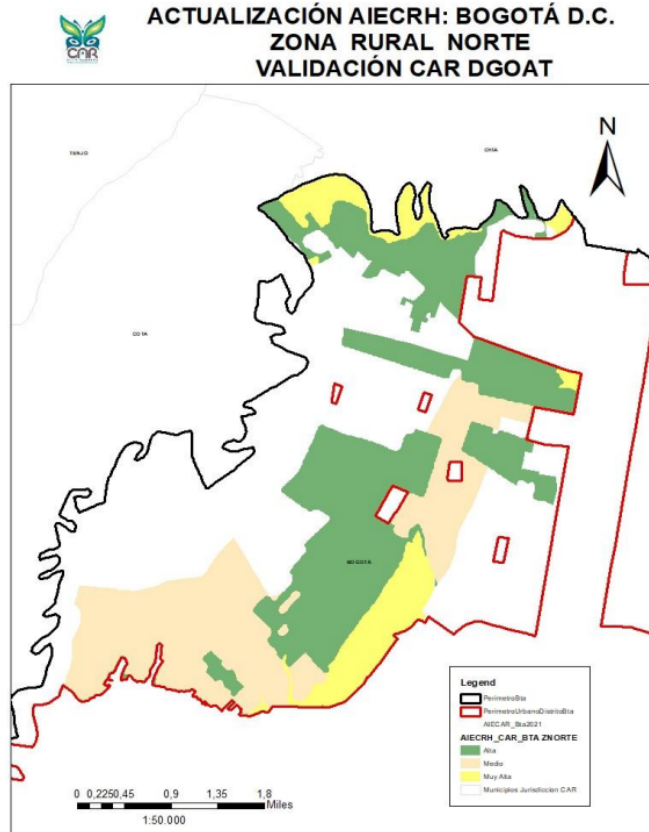 ACTUALIZACIÓN AIECRH: BOGOTÁ D.C.
ZONA RURAL NORTE
VALIDACIÓN CAR DGOAT
CAR
N
TENJO
CHIA
COTA
BOGOTA
Legend
PerimetroBta
PerimetroUrbanoDistritoBta
AIECAR_Bta2021
AIECRH_CAR_BTA ZNORTE
Alta
Medio
Muy Alta
Municipios Jurisdiccion CAR
0 0,2250,45 0,9 1,35 1,8
Miles
1:50.000